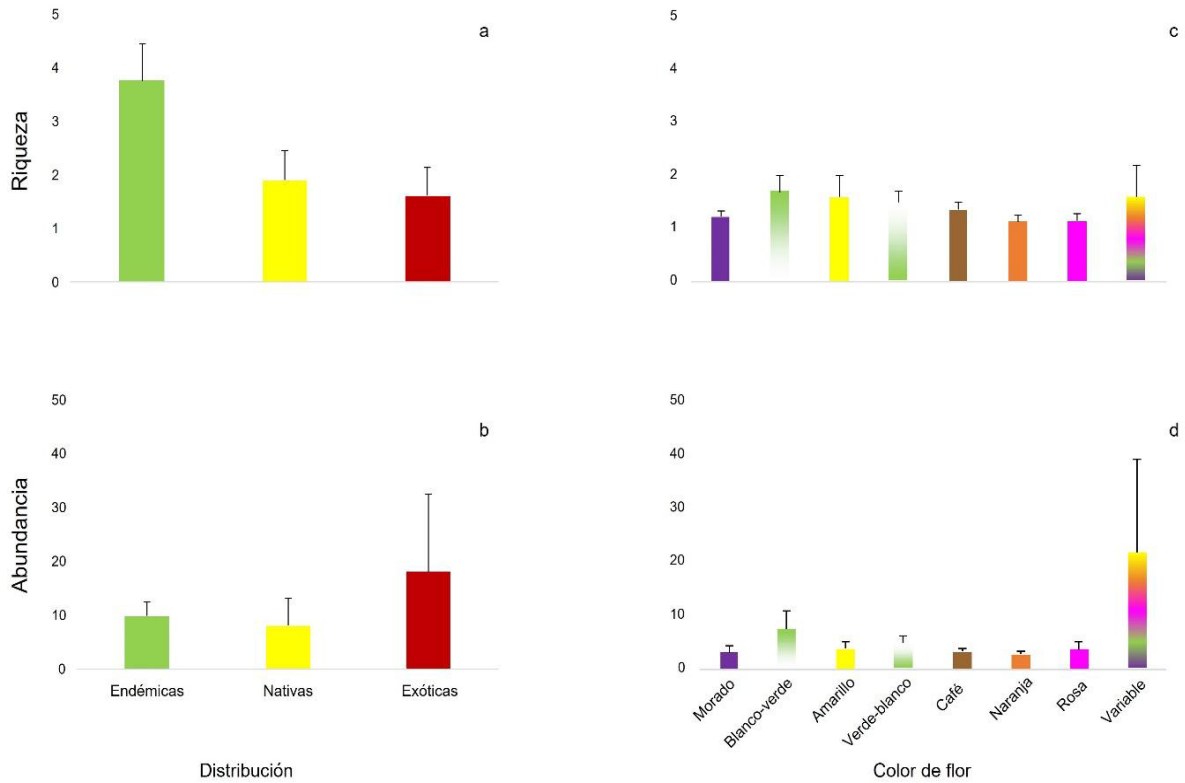 a
Riqueza
5
4
3
2
1
0
c
5
4
3
2
1
0
b
Abundancia
50
40
30
20
10
0
Endémicas Nativas Exóticas
Distribución
d
50
40
30
20
10
0
Morado
Blanco-verde
Amarillo
Verde-blanco
Café
Naranja
Rosa
Variable
Color de flor